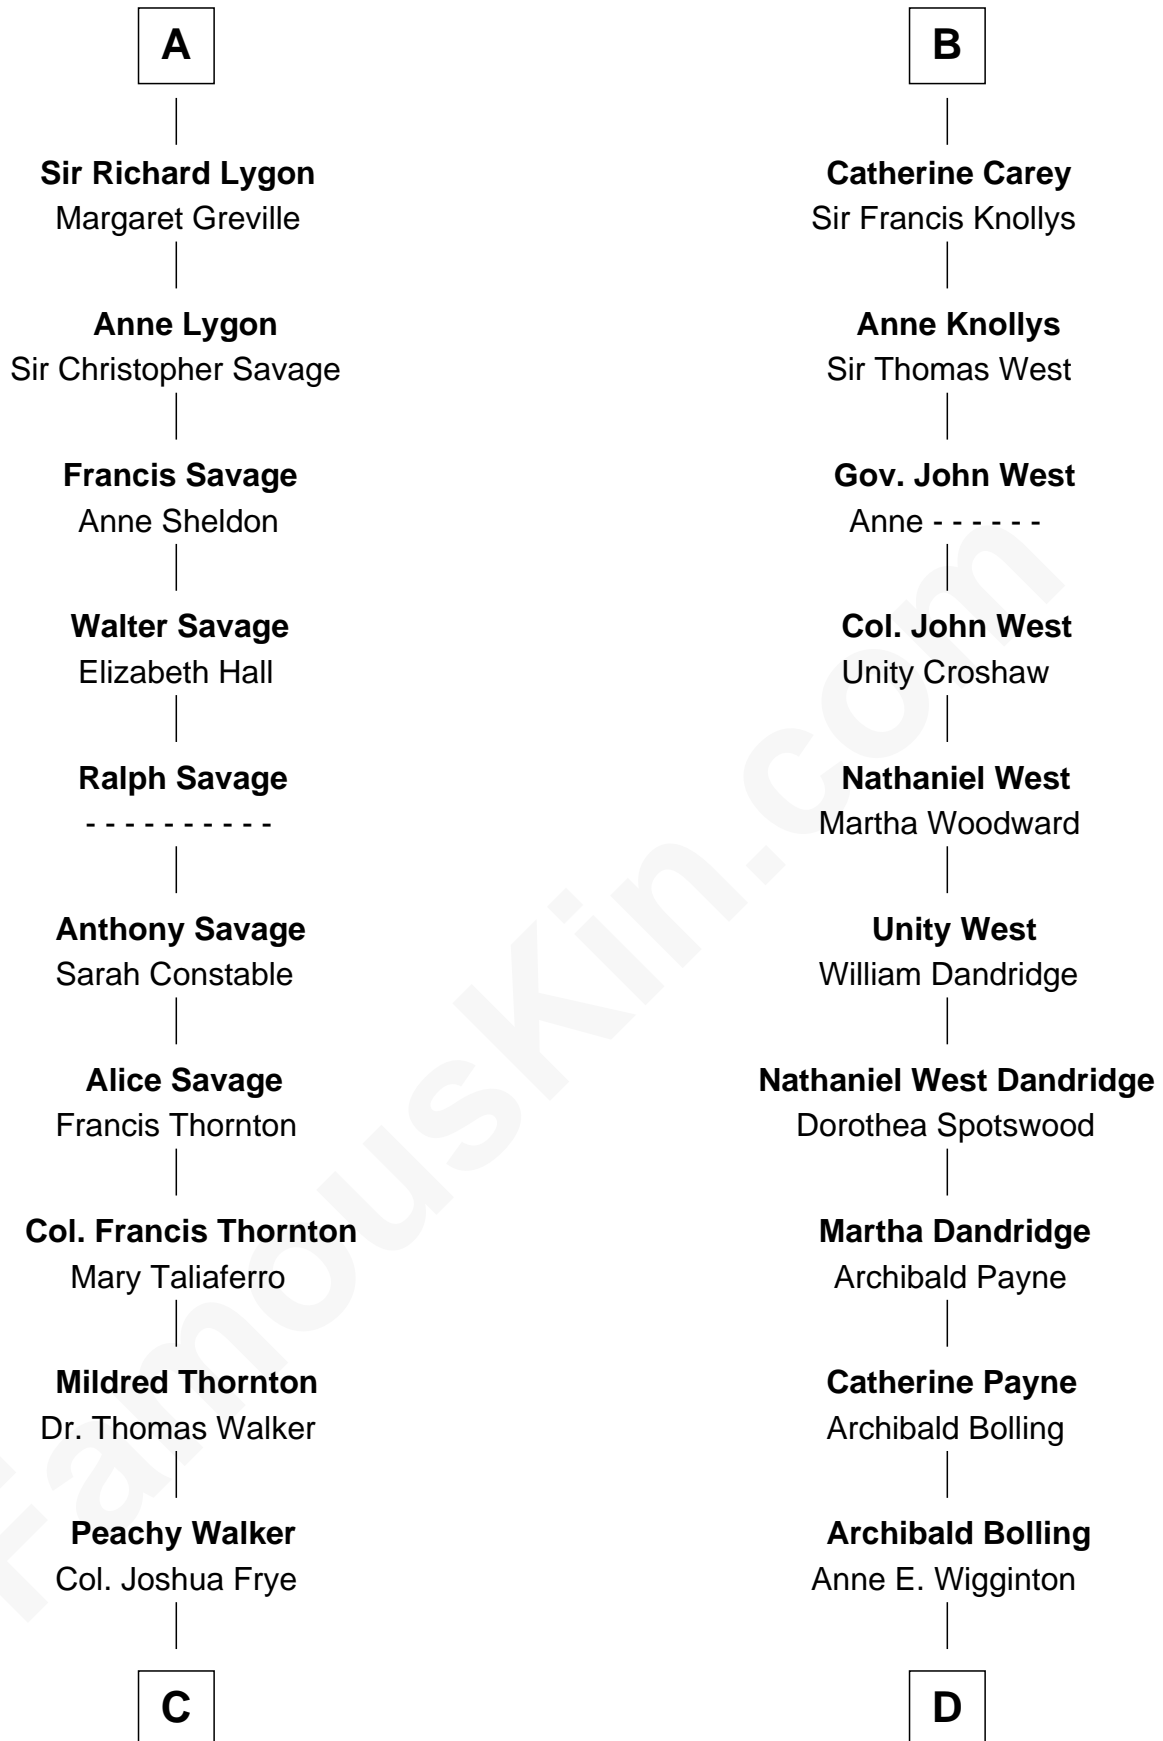 A
Sir Richard Lygon
Margaret Greville
Anne Lygon
Sir Christopher Savage
Francis Savage
Anne Sheldon
Walter Savage
Elizabeth Hall
Ralph Savage
- - - - - - - - - -
Anthony Savage
Sarah Constable
Alice Savage
Francis Thornton
Col. Francis Thornton
Mary Taliaferro
Mildred Thornton
Dr. Thomas Walker
Peachy Walker
Col. Joshua Frye
C
B
Catherine Carey
Sir Francis Knollys
Anne Knollys
Sir Thomas West
Gov. John West
Anne - - - - - -
Col. John West
Unity Croshaw
Nathaniel West
Martha Woodward
Unity West
William Dandridge
Nathaniel West Dandridge
Dorothea Spotswood
Martha Dandridge
Archibald Payne
Catherine Payne
Archibald Bolling
Archibald Bolling
Anne E. Wigginton
D
FamousKin.com